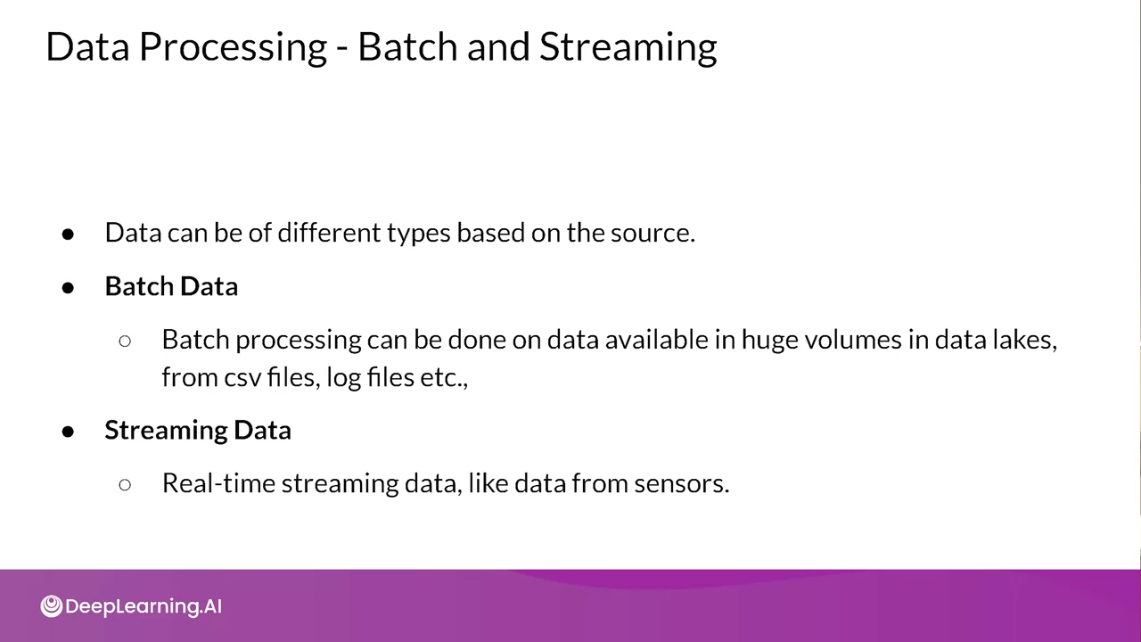 Data Processing - Batch and Streaming
● Data can be of different types based on the source.
● Batch Data
○ Batch processing can be done on data available in huge volumes in data lakes,
from csv files, log files etc.,
● Streaming Data
○ Real-time streaming data, like data from sensors.
DeepLearning.AI